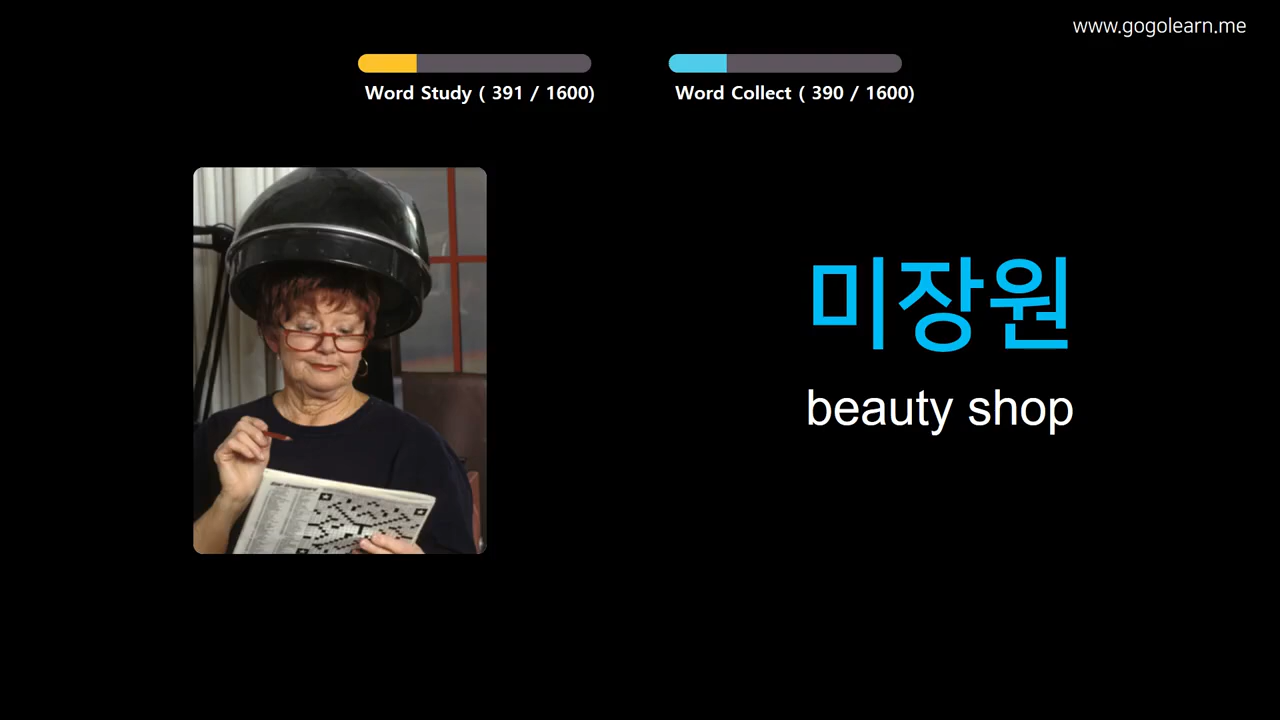 www.gogolearn.me
Word Study ( 391 / 1600)
Word Collect ( 390 / 1600)
미장원
beauty shop